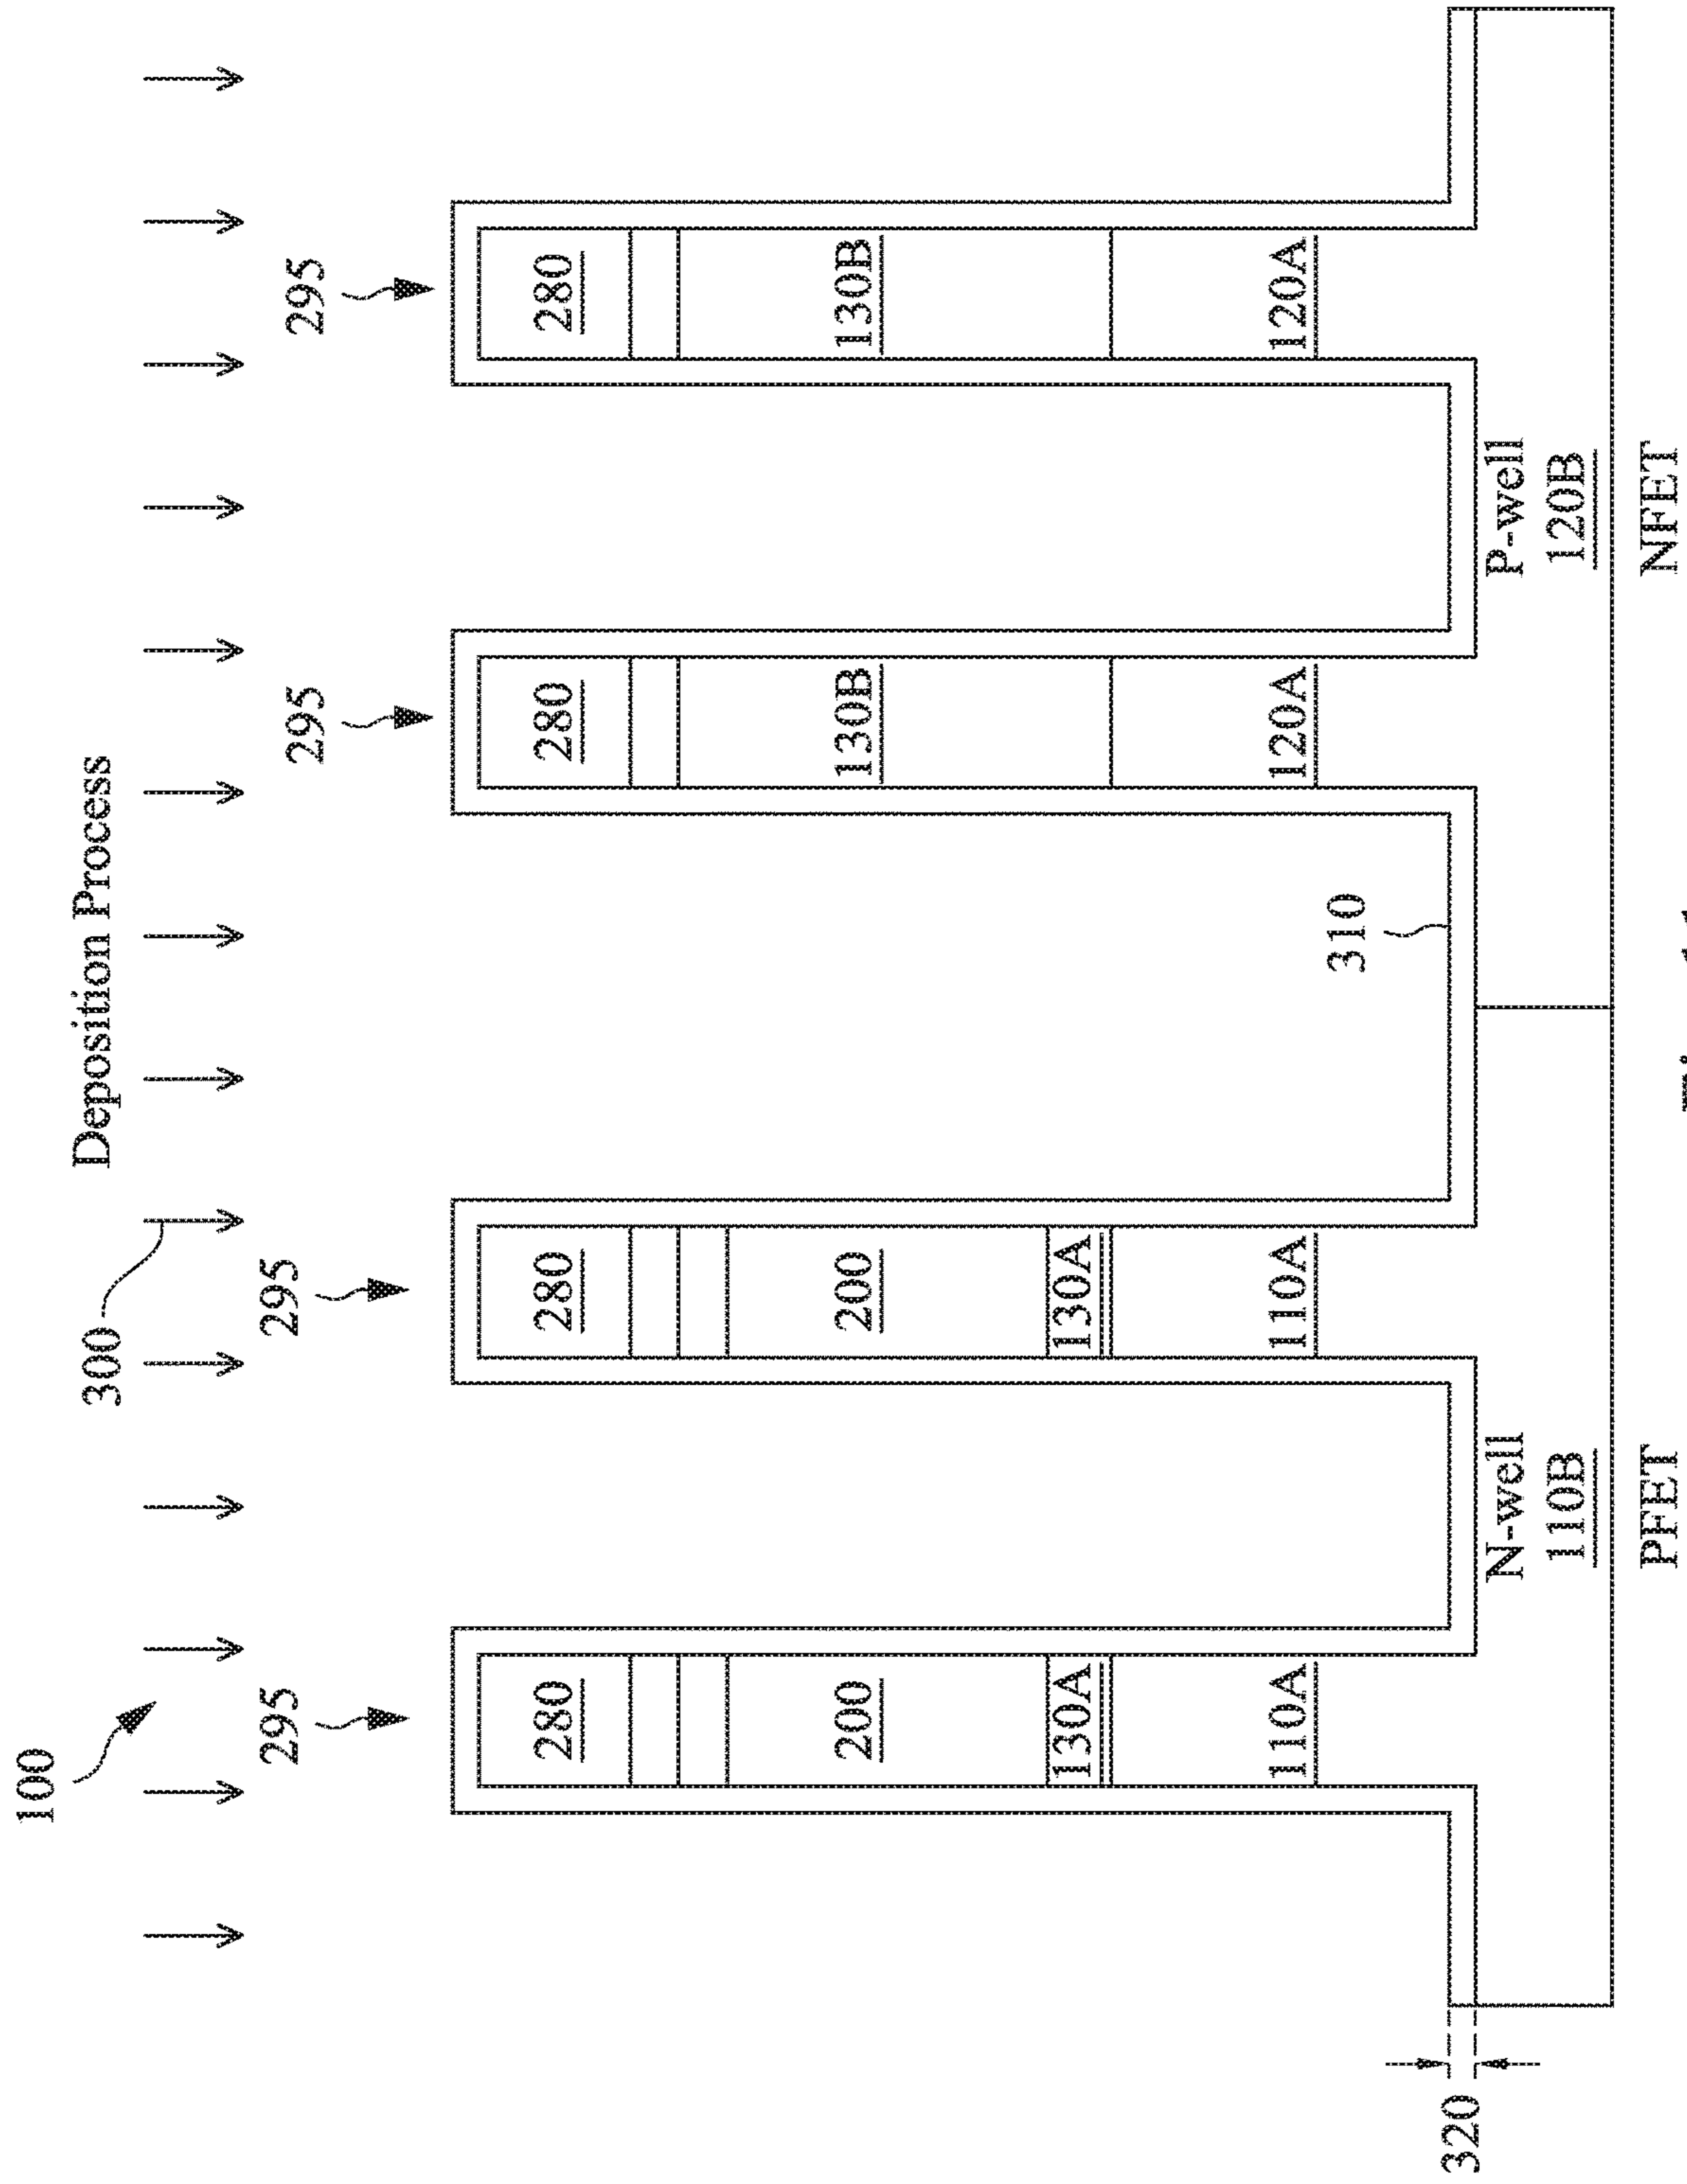 100
300
Deposition Process
295
295
295
295
280
280
280
280
200
200
130B
130B
130A
130A
110A
110A
120A
120A
310
320
N-well
110B
P-well
120B
PFET
NFET